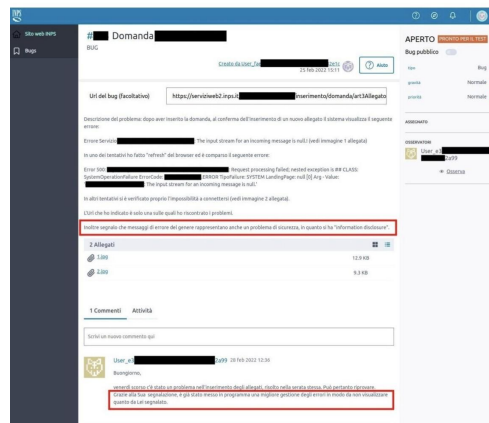 Sito web INPS
Bugs
# Domanda
BUG
Creato da User_fa 2e1c
25 feb 2022 15:11
Aiuto
Url del bug (facoltativo)
https://serviziweb2.inps.it inserimento/domanda/art3Allegato
Descrizione del problema: dopo aver inserito la domanda, al conferma dell'inserimento di un nuovo allegato il sistema visualizza il seguente
errore:
Errore Servizio The input stream for an incoming message is null! (vedi immagine 1 allegata)
In uno dei tentativi ho fatto "refresh" del browser ed è comparso il seguente errore:
Error 500: Request processing failed; nested exception is ## CLASS:
SystemOperationFailure ErrorCode: ERROR TipoFailure: SYSTEM LandingPage: null [0] Arg - Value:
The input stream for an incoming message is null.'
In altri tentativi si è verificato proprio l'impossibilità a connettersi (vedi immagine 2 allegata).
L'Url che ho indicato è solo una sulle quali ho riscontrato i problemi.
Inoltre segnalo che messaggi di errore del genere rappresentano anche un problema di sicurezza, in quanto si ha "information disclosure".
2 Allegati
1.jpg 12.9 KB
2.jpg 9.3 KB
1 Commenti Attività
Scrivi un nuovo commento qui
User_e3 2a99 28 feb 2022 12:36
Buongiorno,
venerdì scorso c'è stato un problema nell'inserimento degli allegati, risolto nella serata stessa. Può pertanto riprovare.
Grazie alla Sua segnalazione, è già stato messo in programma una migliore gestione degli errori in modo da non visualizzare
quanto da Lei segnalato.
APERTO PRONTO PER IL TEST
Bug pubblico
tipo Bug
gravità Normale
priorità Normale
ASSEGNATO
OSSERVATORI
User_e3
2a99
Osserva